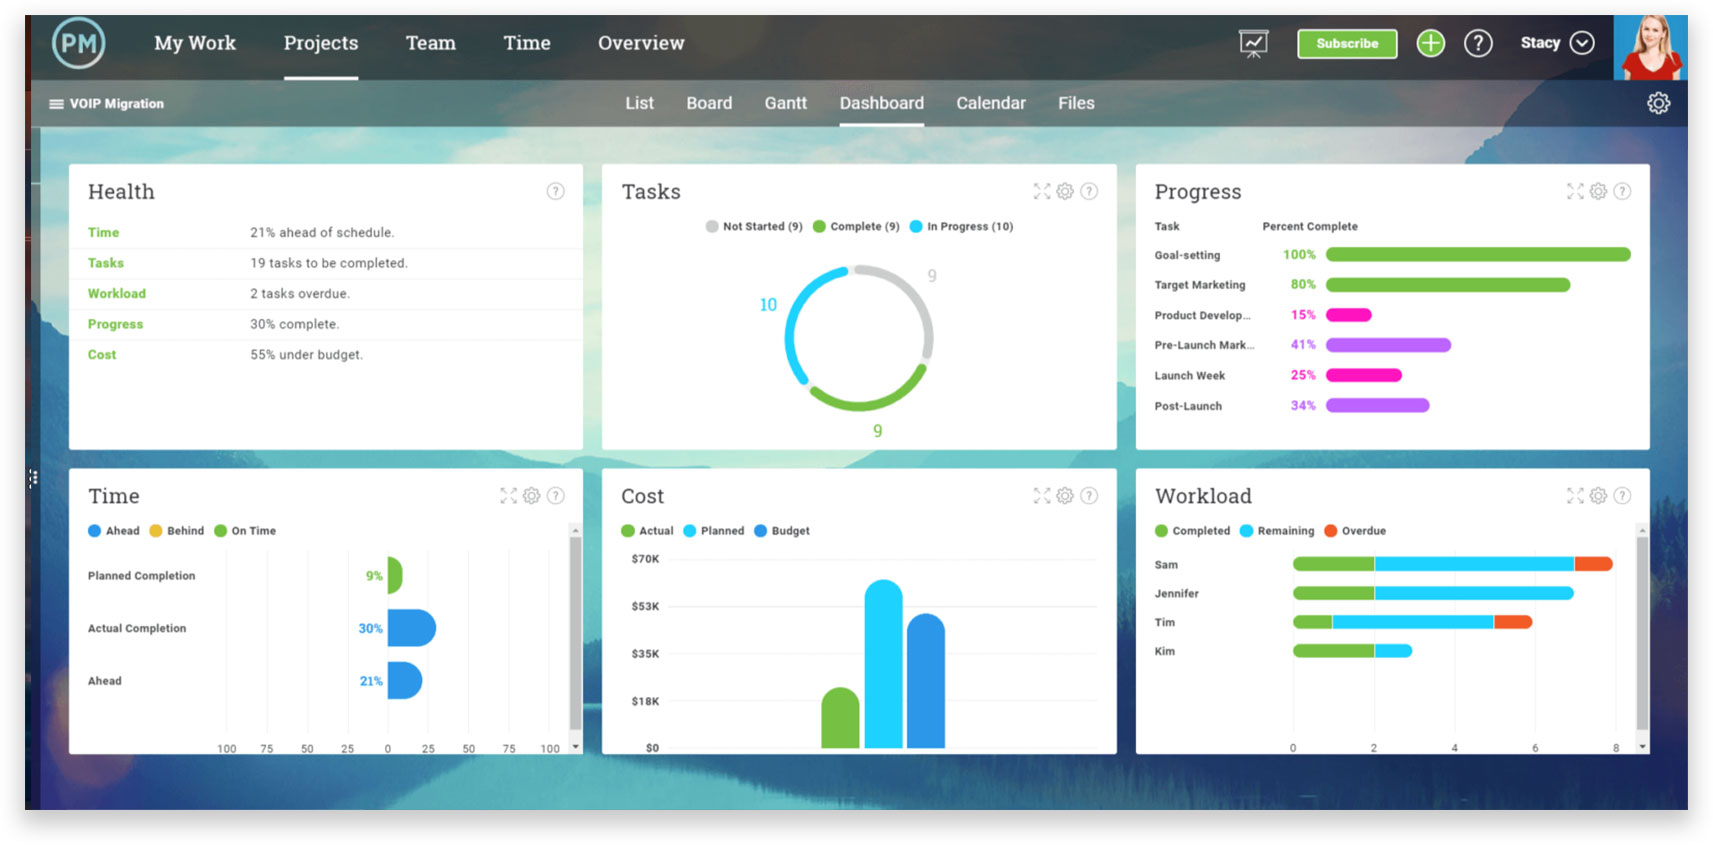 PM My Work Projects Team Time Overview Subscribe ? Stacy
VOIP Migration List Board Gantt Dashboard Calendar Files
Health ?
Time 21% ahead of schedule.
Tasks 19 tasks to be completed.
Workload 2 tasks overdue.
Progress 30% complete.
Cost 55% under budget.
Tasks ?
Not Started (9) Complete (9) In Progress (10)
9
10
9
Progress ?
Task Percent Complete
Goal-setting 100%
Target Marketing 80%
Product Develop... 15%
Pre-Launch Mark... 41%
Launch Week 25%
Post-Launch 34%
Time ?
Ahead Behind On Time
Planned Completion 9%
Actual Completion 30%
Ahead 21%
100 75 50 25 0 25 50 75 100
Cost ?
Actual Planned Budget
$70K
$53K
$35K
$18K
$0
Workload ?
Completed Remaining Overdue
Sam
Jennifer
Tim
Kim
0 2 4 6 8